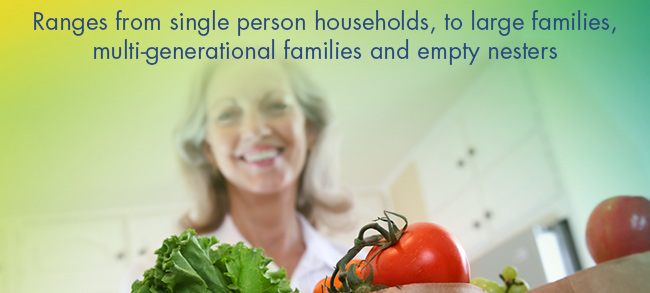 Ranges from single person households, to large families,
multi-generational families and empty nesters